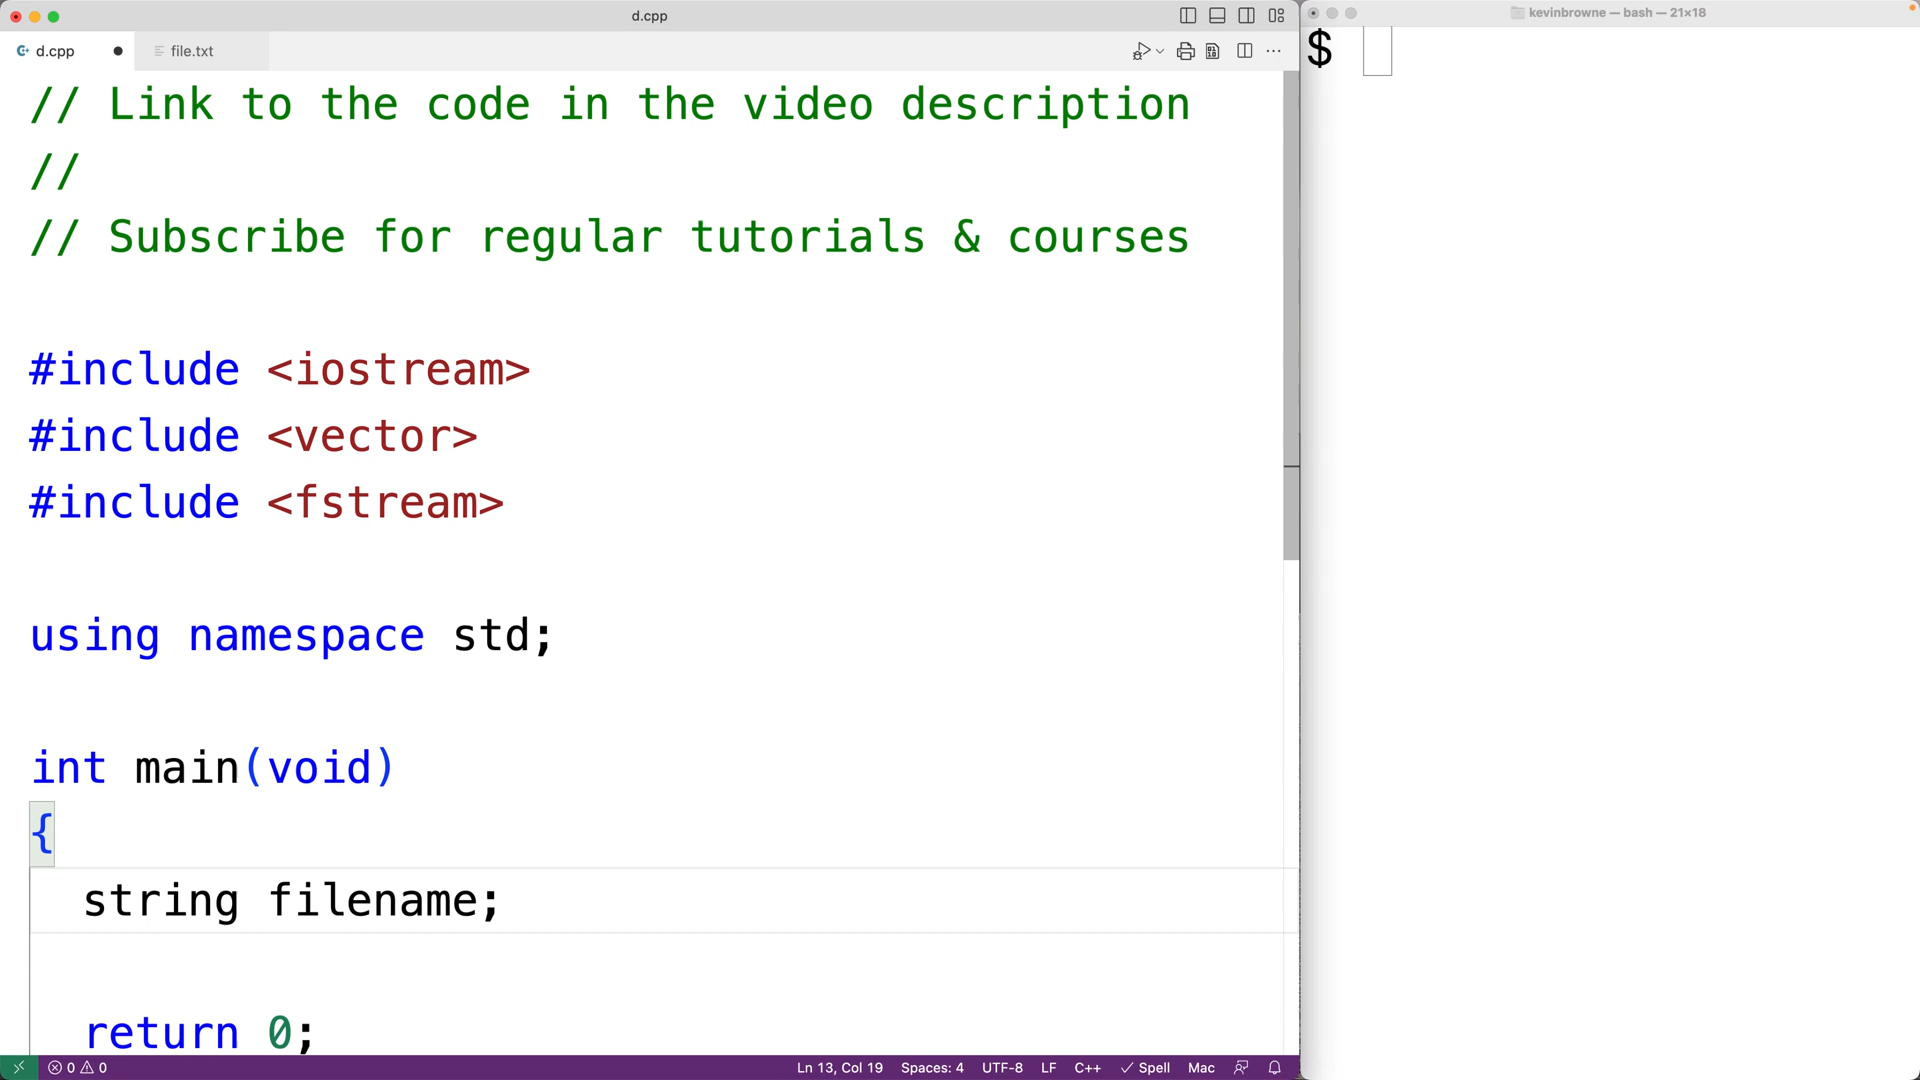 d.cpp
kevinbrowne — bash — 21×18
d.cpp
file.txt
$
// Link to the code in the video description
//
// Subscribe for regular tutorials & courses
#include <iostream>
#include <vector>
#include <fstream>
using namespace std;
int main(void)
{
string filename;
return 0;
0 0 Ln 13, Col 19 Spaces: 4 UTF-8 LF C++ Spell Mac